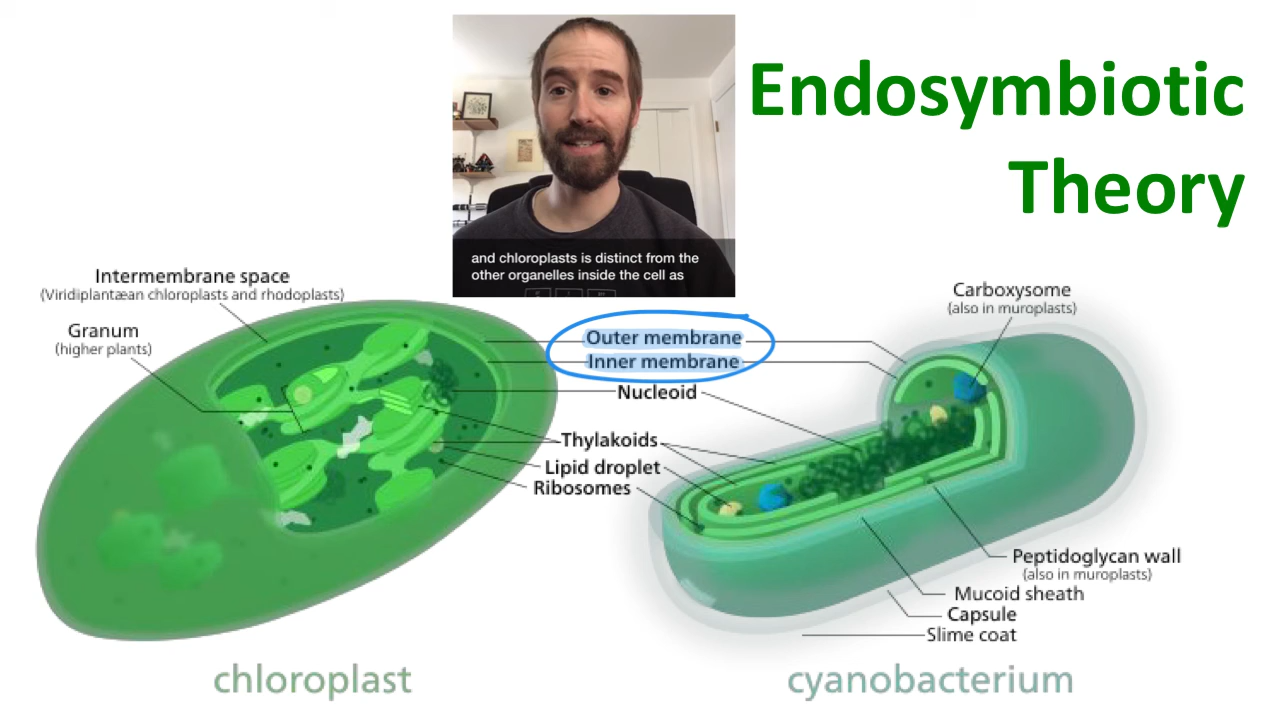 Endosymbiotic
Theory
and chloroplasts is distinct from the
other organelles inside the cell as
Intermembrane space
(Viridiplantæan chloroplasts and rhodoplasts)
Granum
(higher plants)
Outer membrane
Inner membrane
Nucleoid
Thylakoids
Lipid droplet
Ribosomes
Carboxysome
(also in muroplasts)
Peptidoglycan wall
(also in muroplasts)
Mucoid sheath
Capsule
Slime coat
chloroplast
cyanobacterium